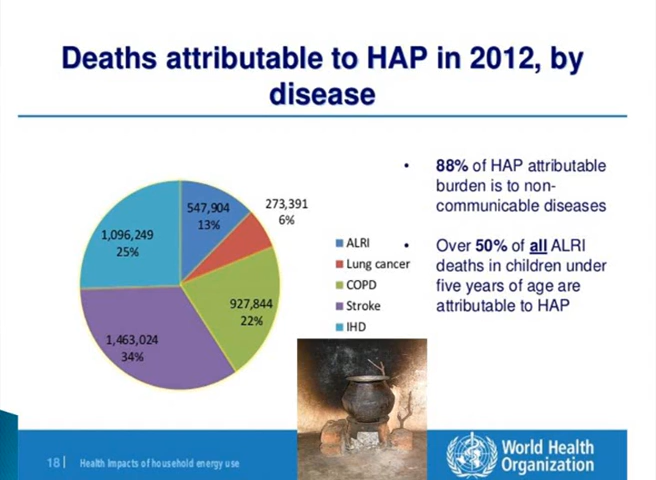 Deaths attributable to HAP in 2012, by
disease
547,904
13%
273,391
6%
1,096,249
25%
927,844
22%
1,463,024
34%
ALRI
Lung cancer
COPD
Stroke
IHD
• 88% of HAP attributable
burden is to non-
communicable diseases
• Over 50% of all ALRI
deaths in children under
five years of age are
attributable to HAP
18 | Health Impacts of household energy use
World Health
Organization